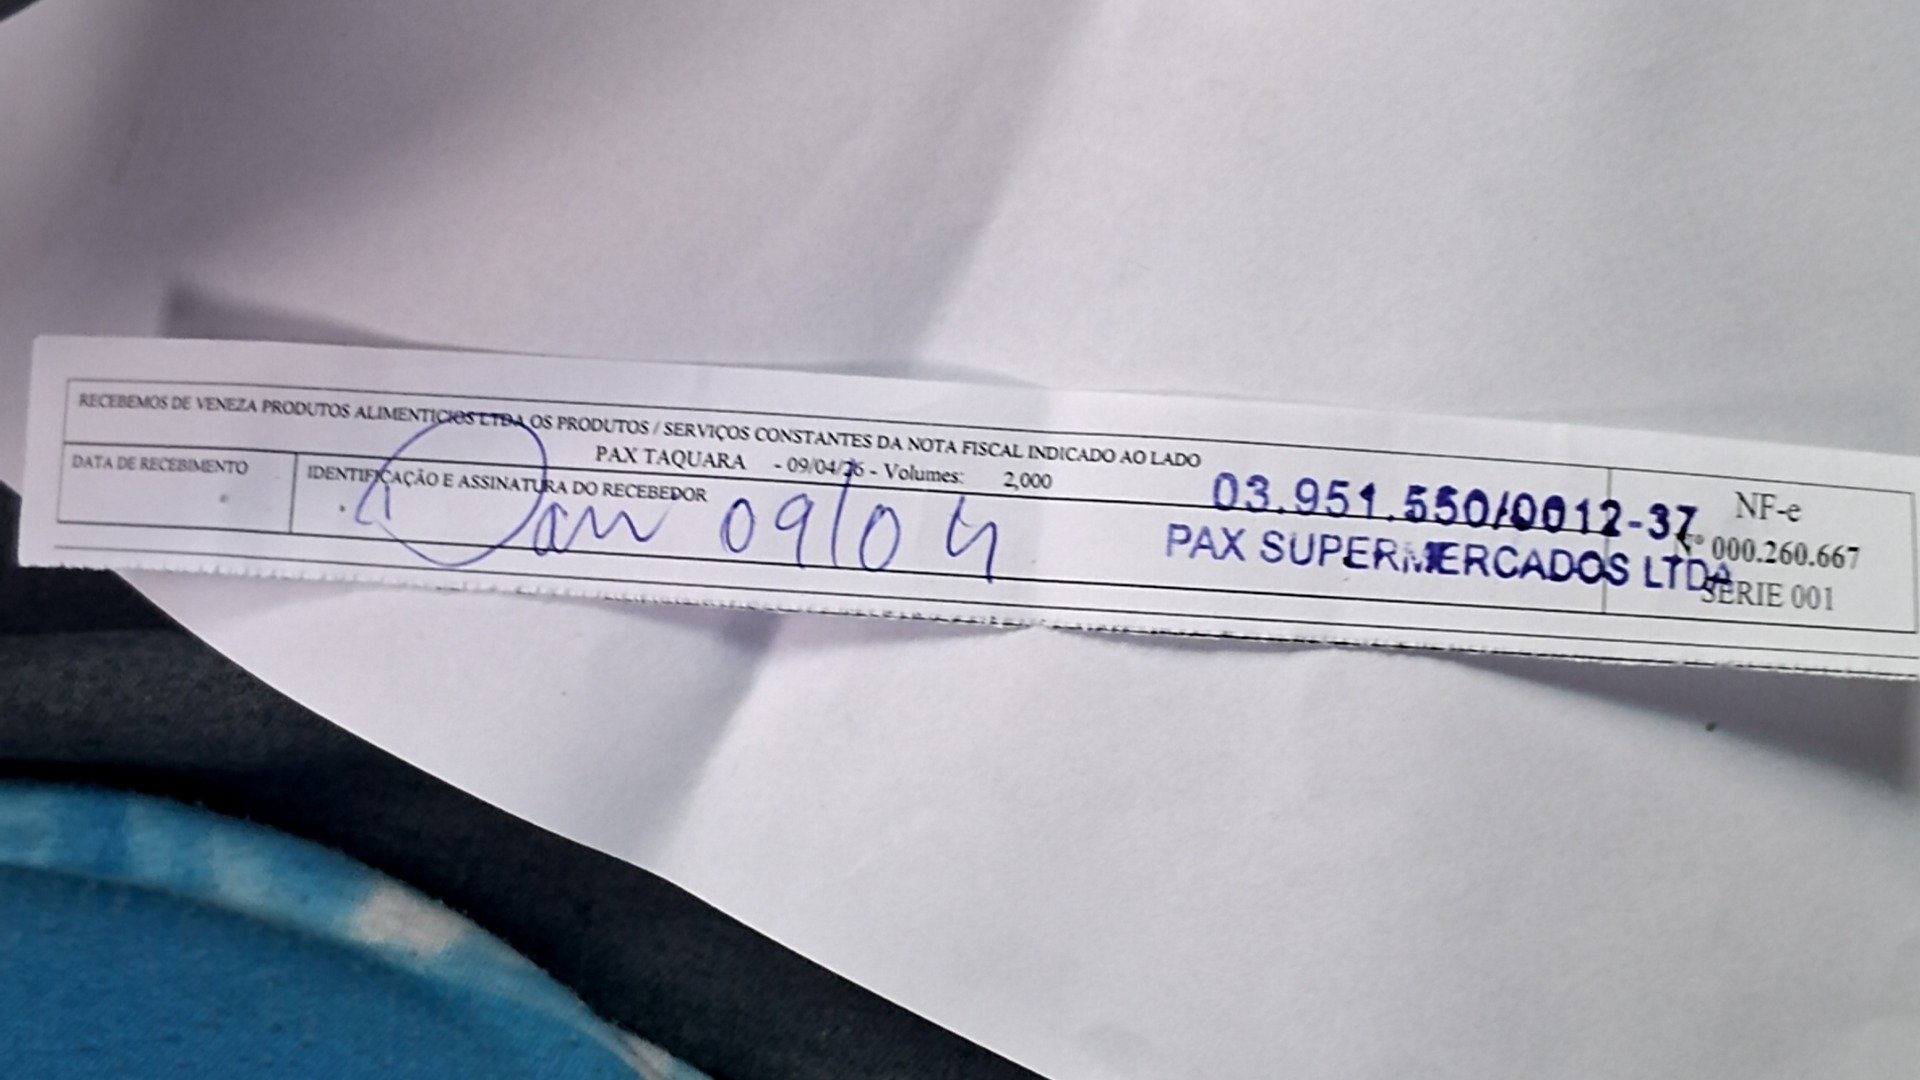 RECEBEMOS DE VENEZA PRODUTOS ALIMENTICIOS LTDA OS PRODUTOS / SERVIÇOS CONSTANTES DA NOTA FISCAL INDICADO AO LADO
PAX TAQUARA - 09/04/26 - Volumes: 2,000
DATA DE RECEBIMENTO
IDENTIFICAÇÃO E ASSINATURA DO RECEBEDOR
09/04
03.951.550/0012-37
PAX SUPERMERCADOS LTDA
NF-e
Nº 000.260.667
SÉRIE 001